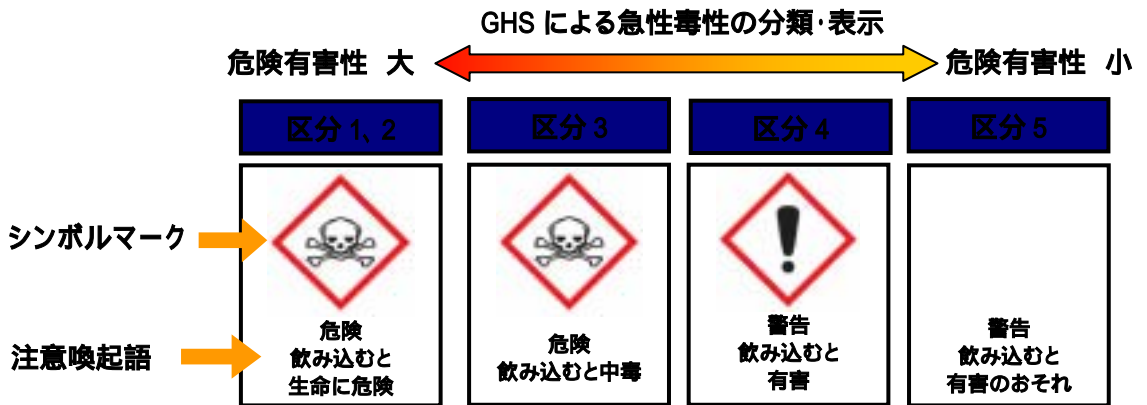 GHS による急性毒性の分類・表示
危険有害性 大
危険有害性 小
区分 1、2
区分 3
区分 4
区分 5
シンボルマーク
注意喚起語
危険
飲み込むと
生命に危険
危険
飲み込むと中毒
警告
飲み込むと
有害
警告
飲み込むと
有害のおそれ